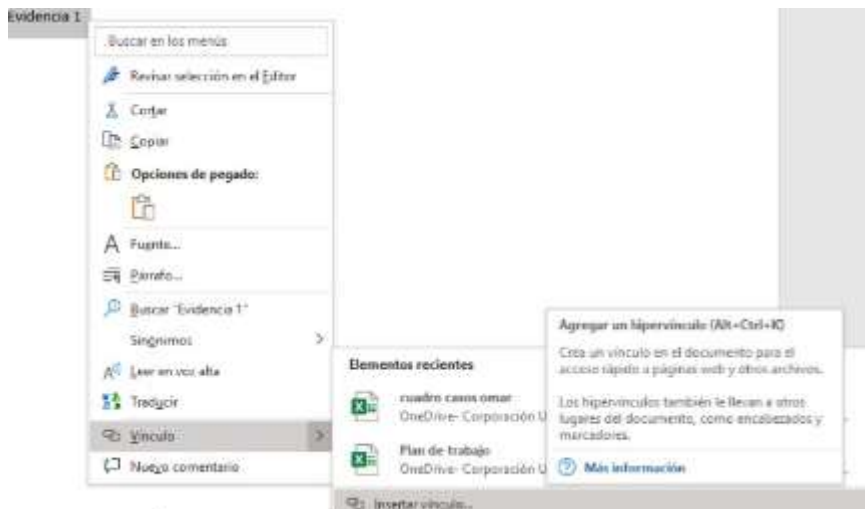 Evidencia 1
Buscar en los menús
Revisar selección en el Editor
Cortar
Copiar
Opciones de pegado:
Fuente...
Párrafo...
Buscar "Evidencia 1"
Sinónimos
Leer en voz alta
Traducir
Vínculo
Nuevo comentario
Elementos recientes
cuadro casos omar
OneDrive- Corporación U
Plan de trabajo
OneDrive- Corporación U
Insertar vínculo...
Agregar un hipervínculo (Alt+Ctrl+K)
Crea un vínculo en el documento para el
acceso rápido a páginas web y otros archivos.
Los hipervínculos también le llevan a otros
lugares del documento, como encabezados y
marcadores.
Más información